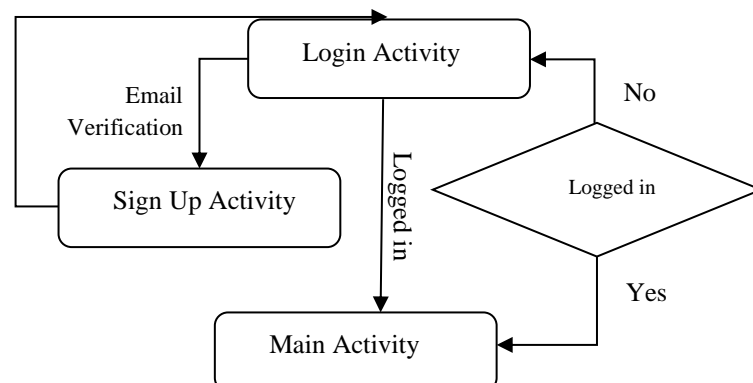 Login Activity
Email
Verification
No
Logged in
Logged in
Sign Up Activity
Yes
Main Activity